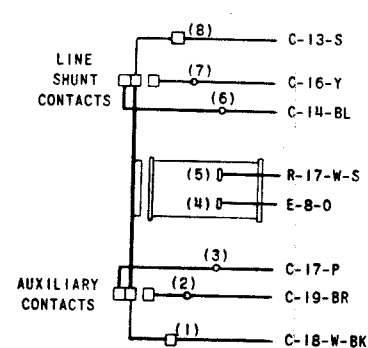 (8)
C-13-S
LINE
SHUNT
CONTACTS
(7)
C-16-Y
(6)
C-14-BL
(5)
R-17-W-S
(4)
E-8-O
(3)
C-17-P
AUXILIARY
CONTACTS
(2)
C-19-BR
(1)
C-18-W-BK